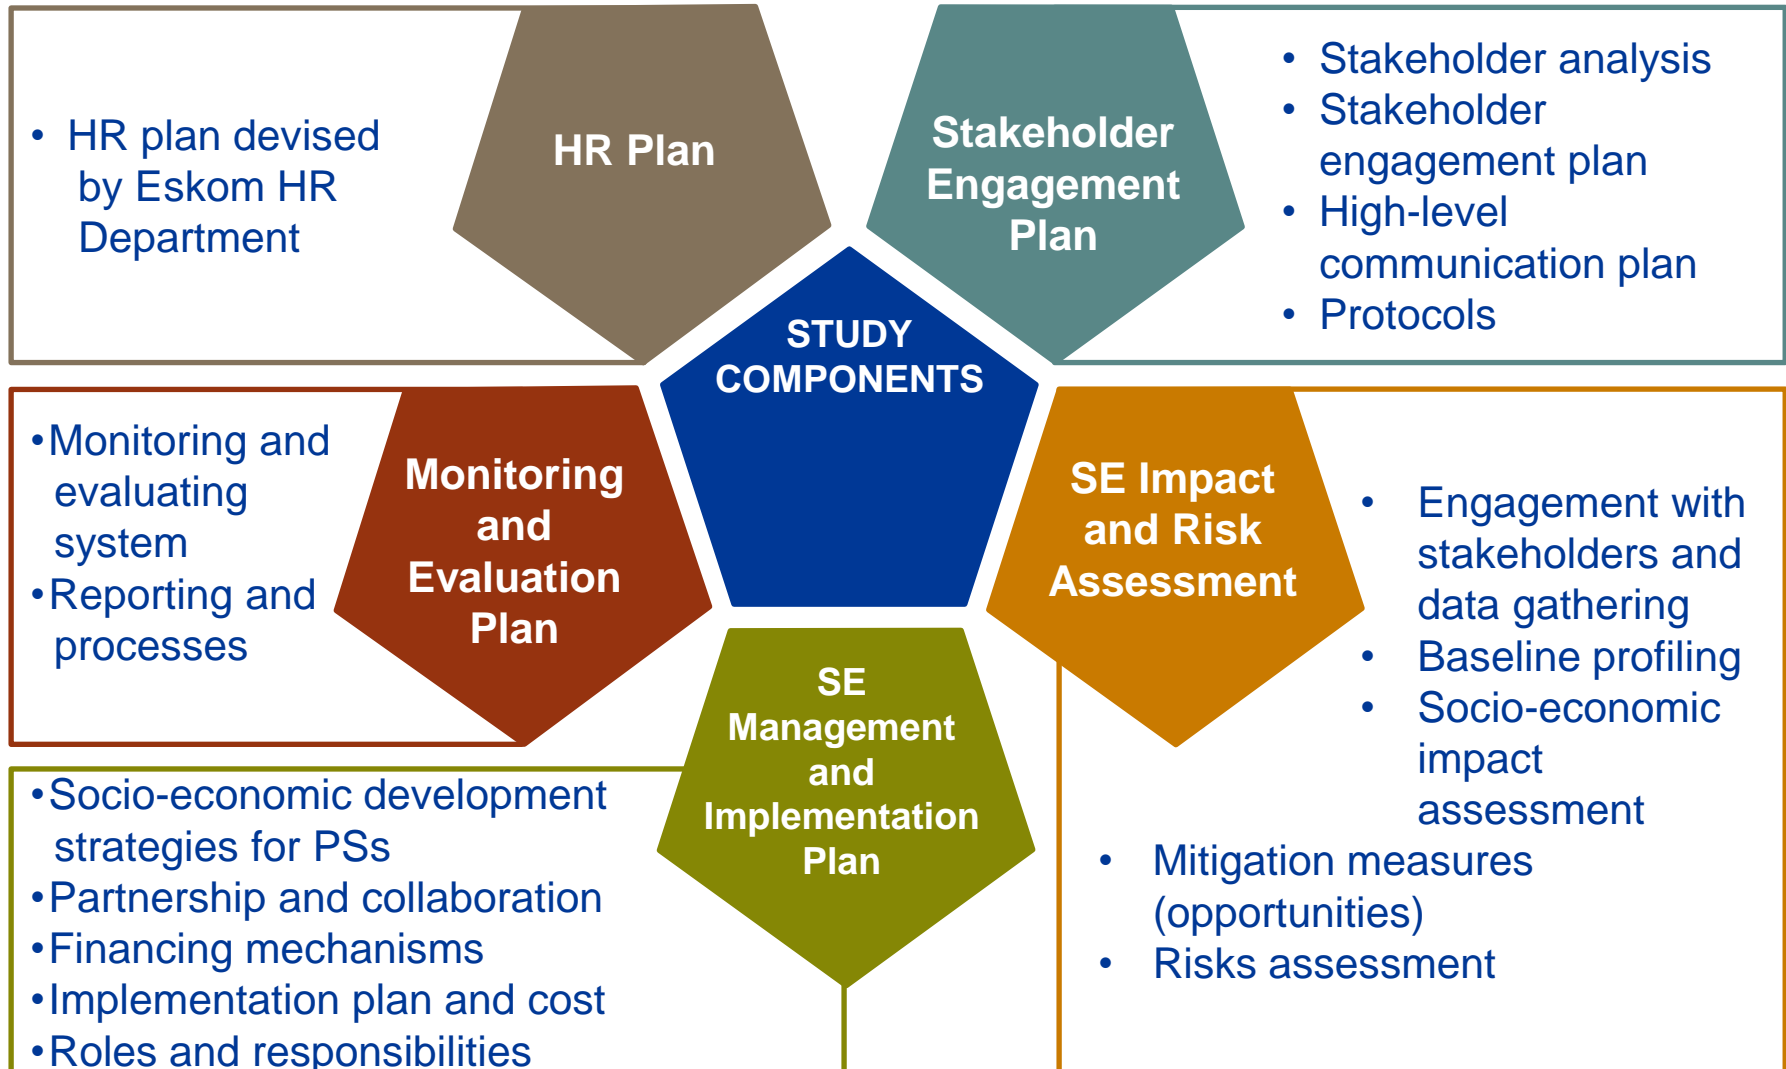 • HR plan devised
by Eskom HR
Department
HR Plan
Stakeholder
Engagement
Plan
• Stakeholder analysis
• Stakeholder
engagement plan
• High-level
communication plan
• Protocols
STUDY
COMPONENTS
•Monitoring and
evaluating
system
•Reporting and
processes
Monitoring
and
Evaluation
Plan
SE Impact
and Risk
Assessment
• Engagement with
stakeholders and
data gathering
• Baseline profiling
• Socio-economic
impact
assessment
• Mitigation measures
(opportunities)
• Risks assessment
SE
Management
and
Implementation
Plan
•Socio-economic development
strategies for PSs
•Partnership and collaboration
•Financing mechanisms
•Implementation plan and cost
•Roles and responsibilities